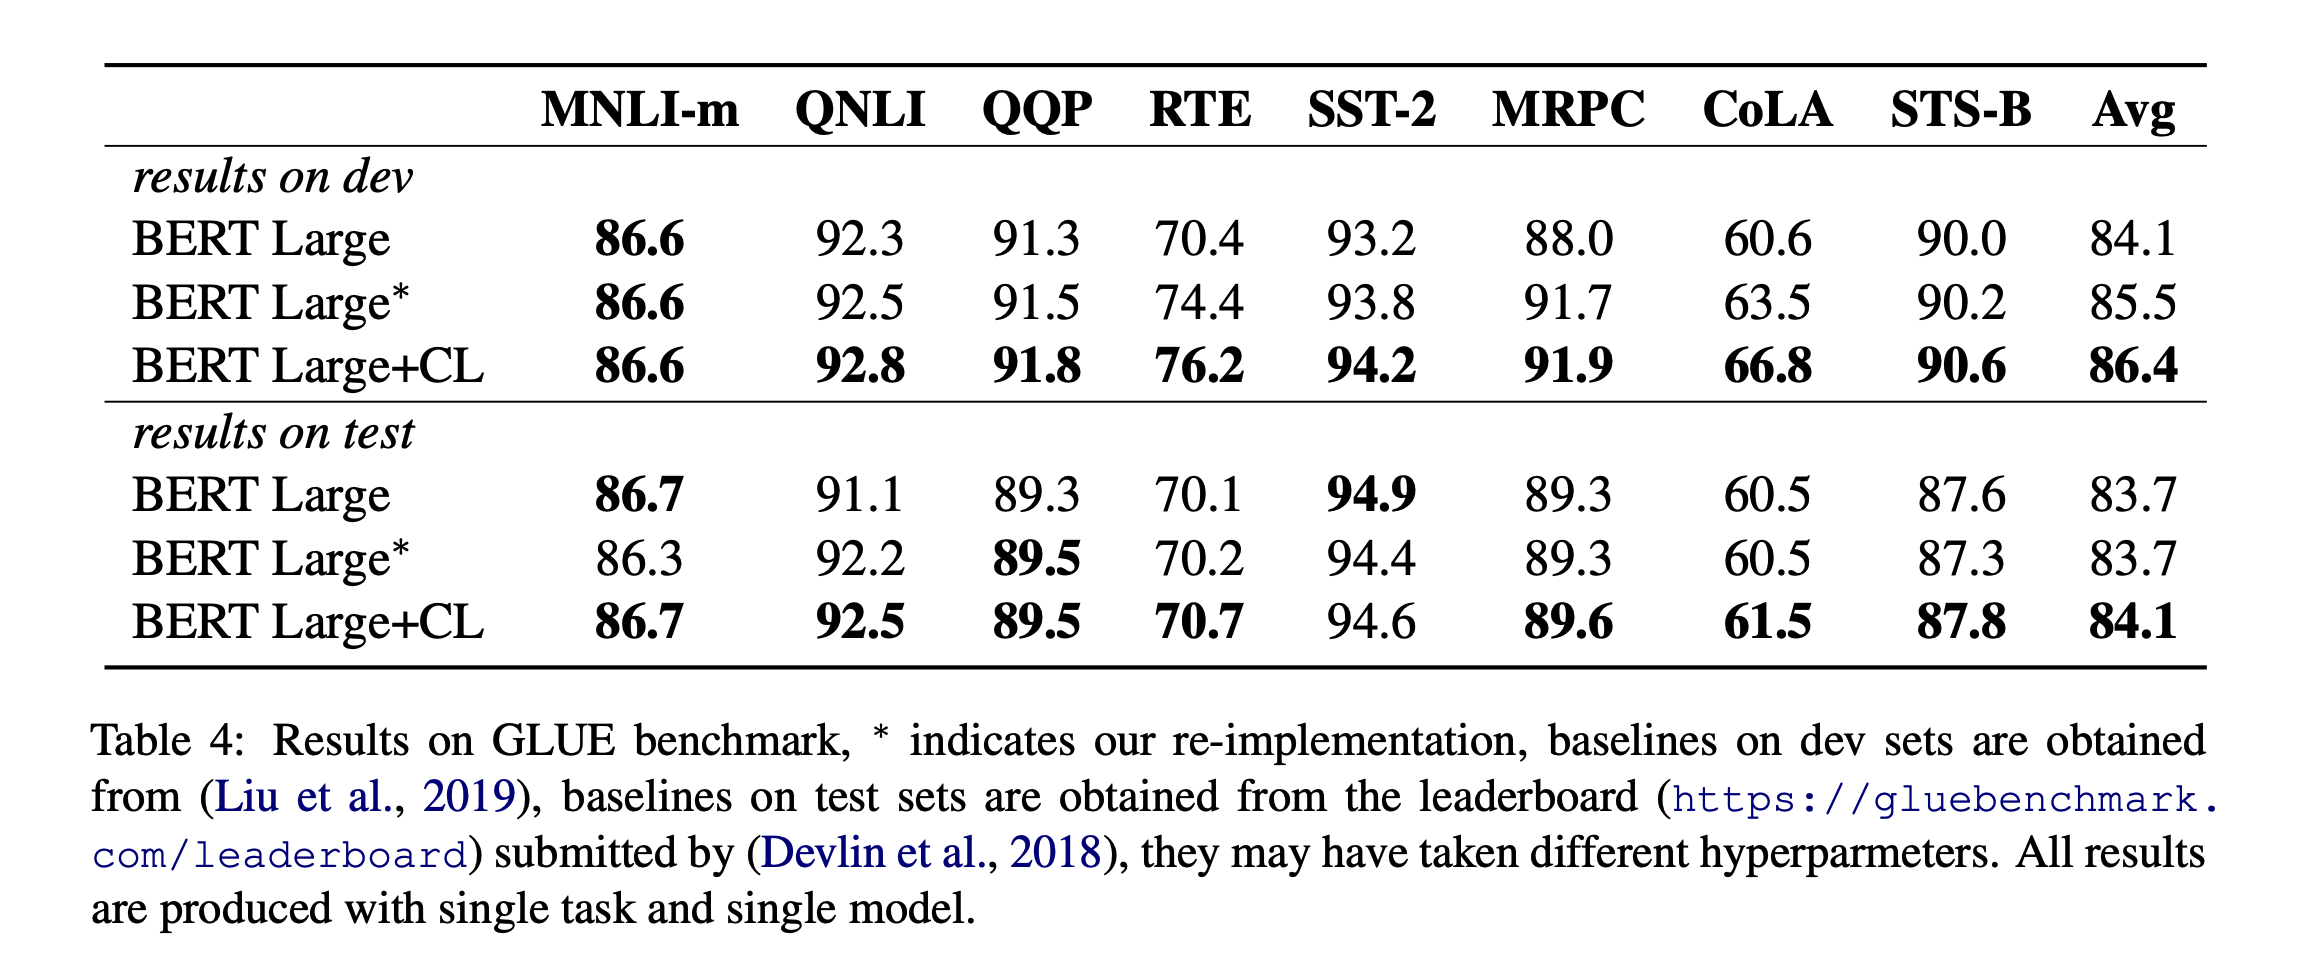 MNLI-m QNLI QQP RTE SST-2 MRPC CoLA STS-B Avg
results on dev
BERT Large 86.6 92.3 91.3 70.4 93.2 88.0 60.6 90.0 84.1
BERT Large* 86.6 92.5 91.5 74.4 93.8 91.7 63.5 90.2 85.5
BERT Large+CL 86.6 92.8 91.8 76.2 94.2 91.9 66.8 90.6 86.4
results on test
BERT Large 86.7 91.1 89.3 70.1 94.9 89.3 60.5 87.6 83.7
BERT Large* 86.3 92.2 89.5 70.2 94.4 89.3 60.5 87.3 83.7
BERT Large+CL 86.7 92.5 89.5 70.7 94.6 89.6 61.5 87.8 84.1
Table 4: Results on GLUE benchmark, * indicates our re-implementation, baselines on dev sets are obtained
from (Liu et al., 2019), baselines on test sets are obtained from the leaderboard (https://gluebenchmark.
com/leaderboard) submitted by (Devlin et al., 2018), they may have taken different hyperparmeters. All results
are produced with single task and single model.